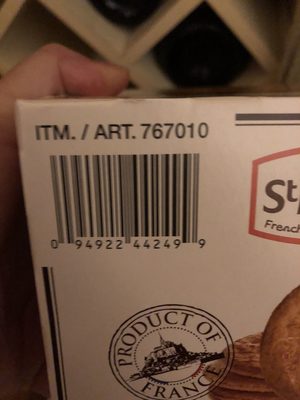 ITM. / ART. 767010
0 94922 44249 9
St
French
PRODUCT OF
FRANCE